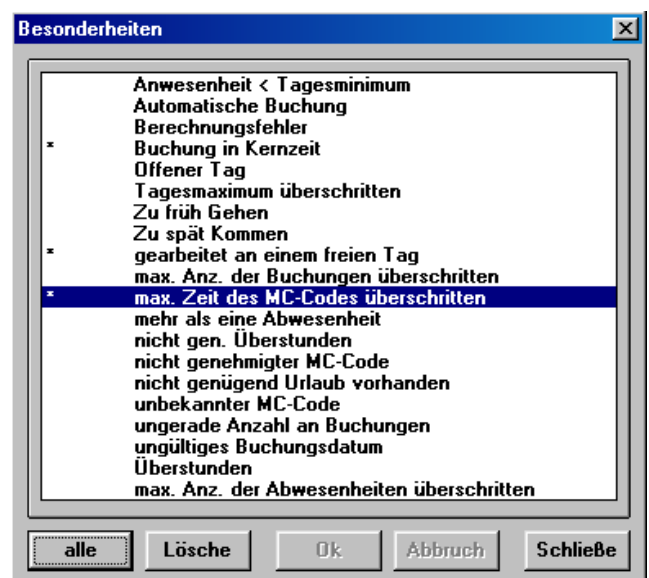 Besonderheiten
Anwesenheit < Tagesminimum
Automatische Buchung
Berechnungsfehler
* Buchung in Kernzeit
Offener Tag
Tagesmaximum überschritten
Zu früh Gehen
Zu spät Kommen
* gearbeitet an einem freien Tag
max. Anz. der Buchungen überschritten
* max. Zeit des MC-Codes überschritten
mehr als eine Abwesenheit
nicht gen. Überstunden
nicht genehmigter MC-Code
nicht genügend Urlaub vorhanden
unbekannter MC-Code
ungerade Anzahl an Buchungen
ungültiges Buchungsdatum
Überstunden
max. Anz. der Abwesenheiten überschritten
alle Lösche Ok Abbruch Schließe